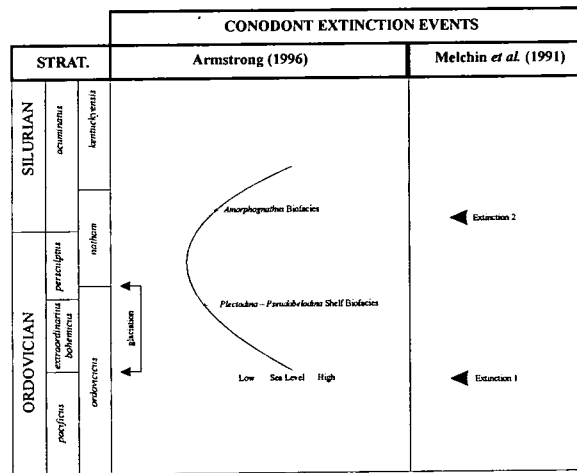 CONODONT EXTINCTION EVENTS
STRAT.
Armstrong (1996)
Melchin et al. (1991)
SILURIAN
acuminatus
kentuckyensis
Amorphognathus Biofacies
Extinction 2
nathani
persculptus
Plectodina – Pseudobelodina Shelf Biofacies
glaciation
ORDOVICIAN
extraordinarius
bohemicus
ordovicicus
Low Sea Level High
Extinction 1
pacificus